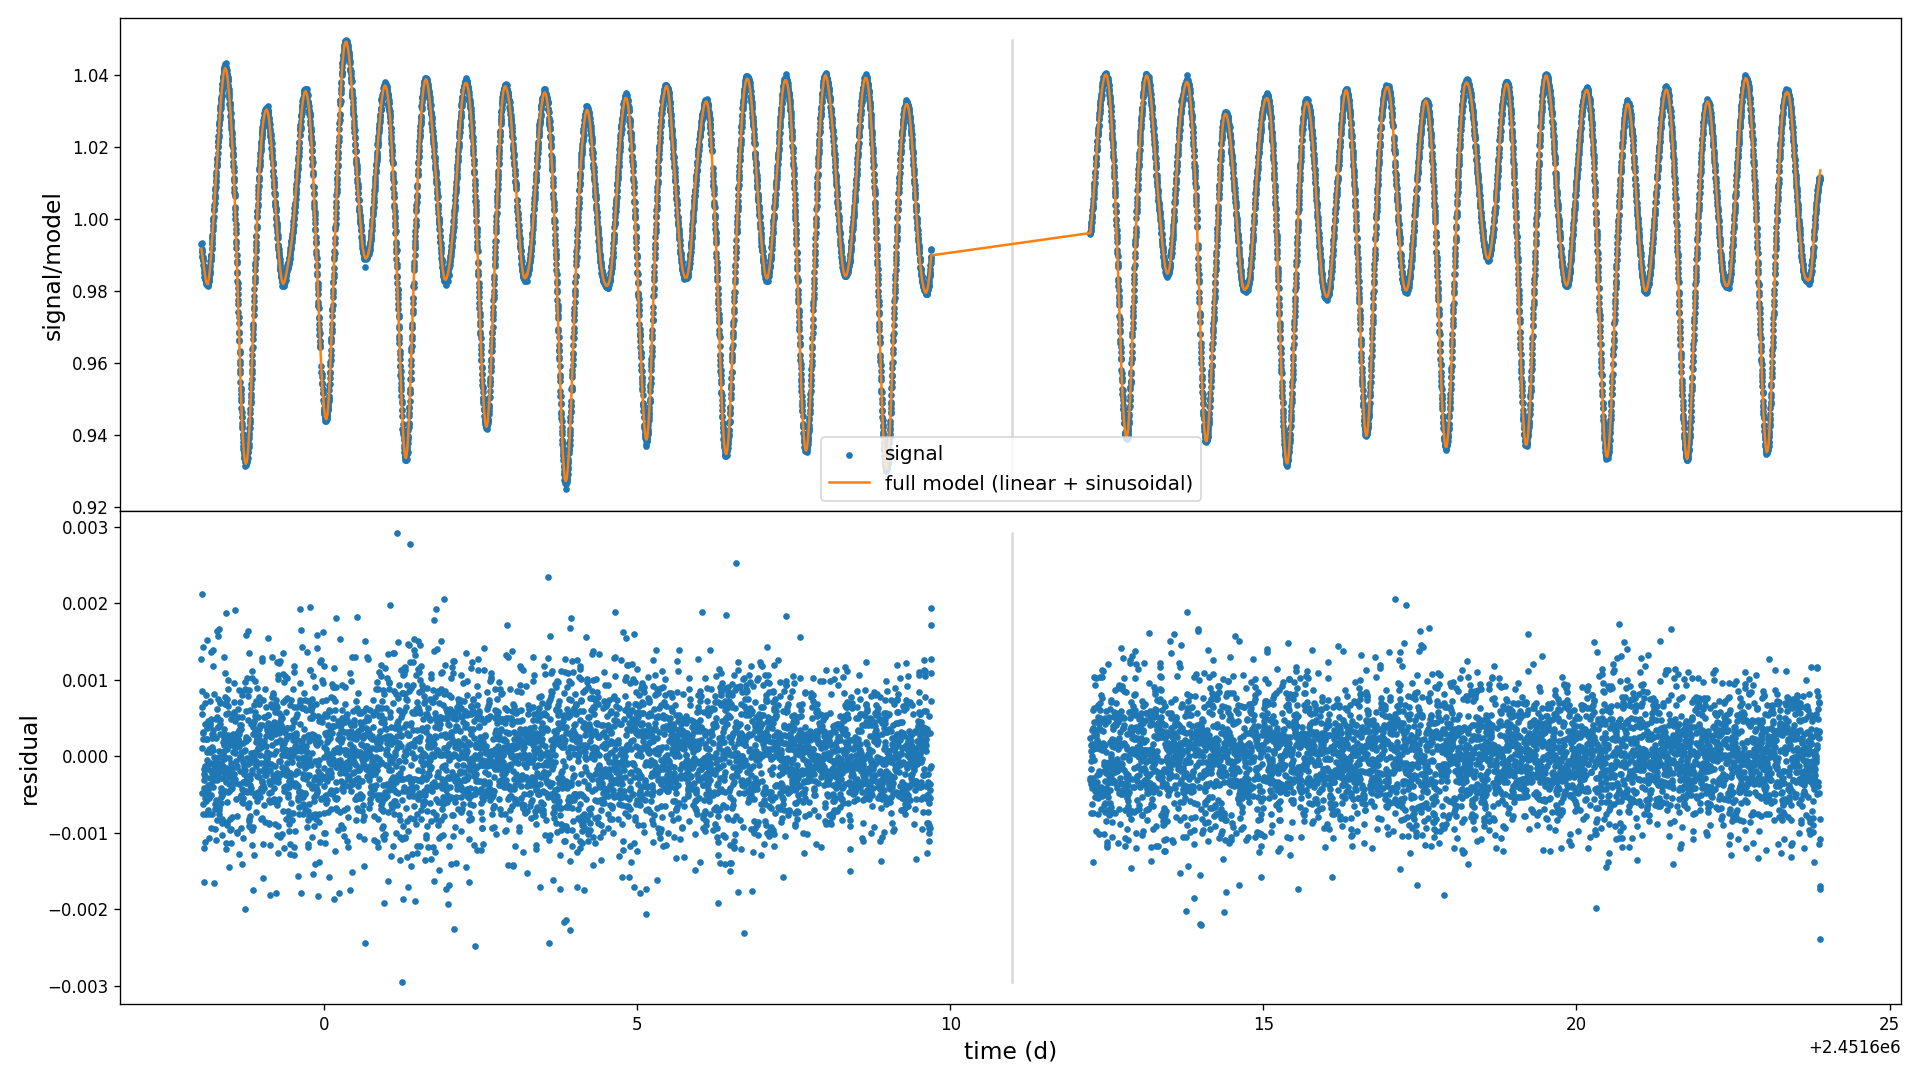 1.04
1.02
1.00
0.98
0.96
0.94
0.92
signal/model
signal
full model (linear + sinusoidal)
0.003
0.002
0.001
0.000
−0.001
−0.002
−0.003
residual
0 5 10 15 20 25
time (d)
+2.4516e6